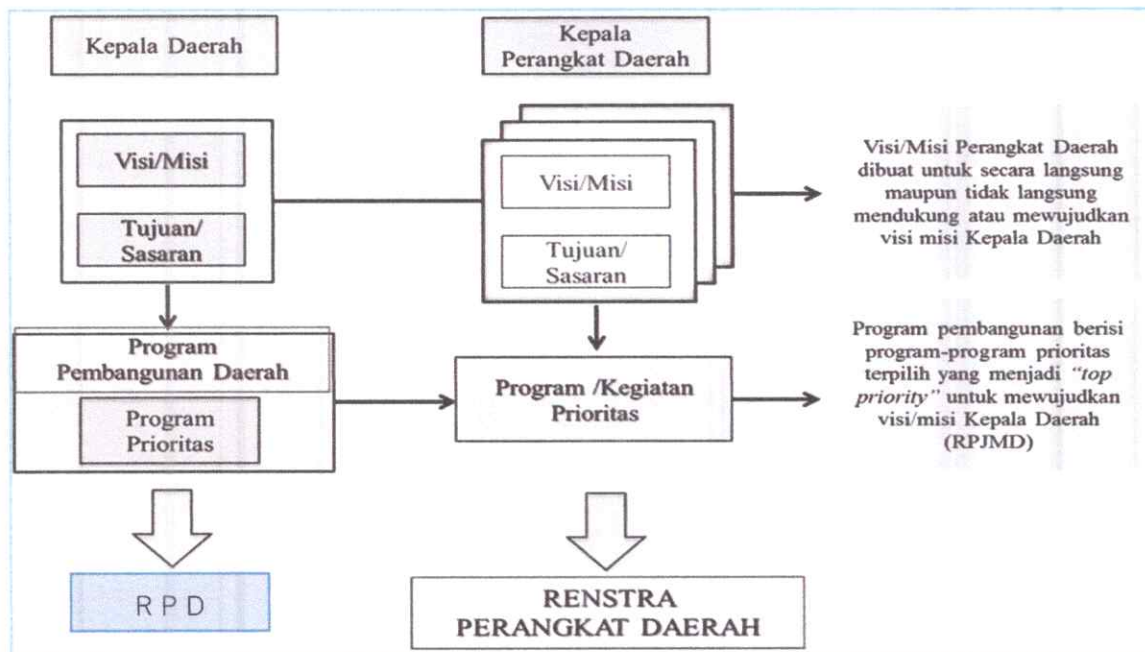 Kepala Daerah
Kepala
Perangkat Daerah
Visi/Misi
Tujuan/
Sasaran
Visi/Misi
Tujuan/
Sasaran
Visi/Misi Perangkat Daerah
dibuat untuk secara langsung
maupun tidak langsung
mendukung atau mewujudkan
visi misi Kepala Daerah
Program
Pembangunan Daerah
Program
Prioritas
Program /Kegiatan
Prioritas
Program pembangunan berisi
program-program prioritas
terpilih yang menjadi “top
priority” untuk mewujudkan
visi/misi Kepala Daerah
(RPJMD)
R P D
RENSTRA
PERANGKAT DAERAH